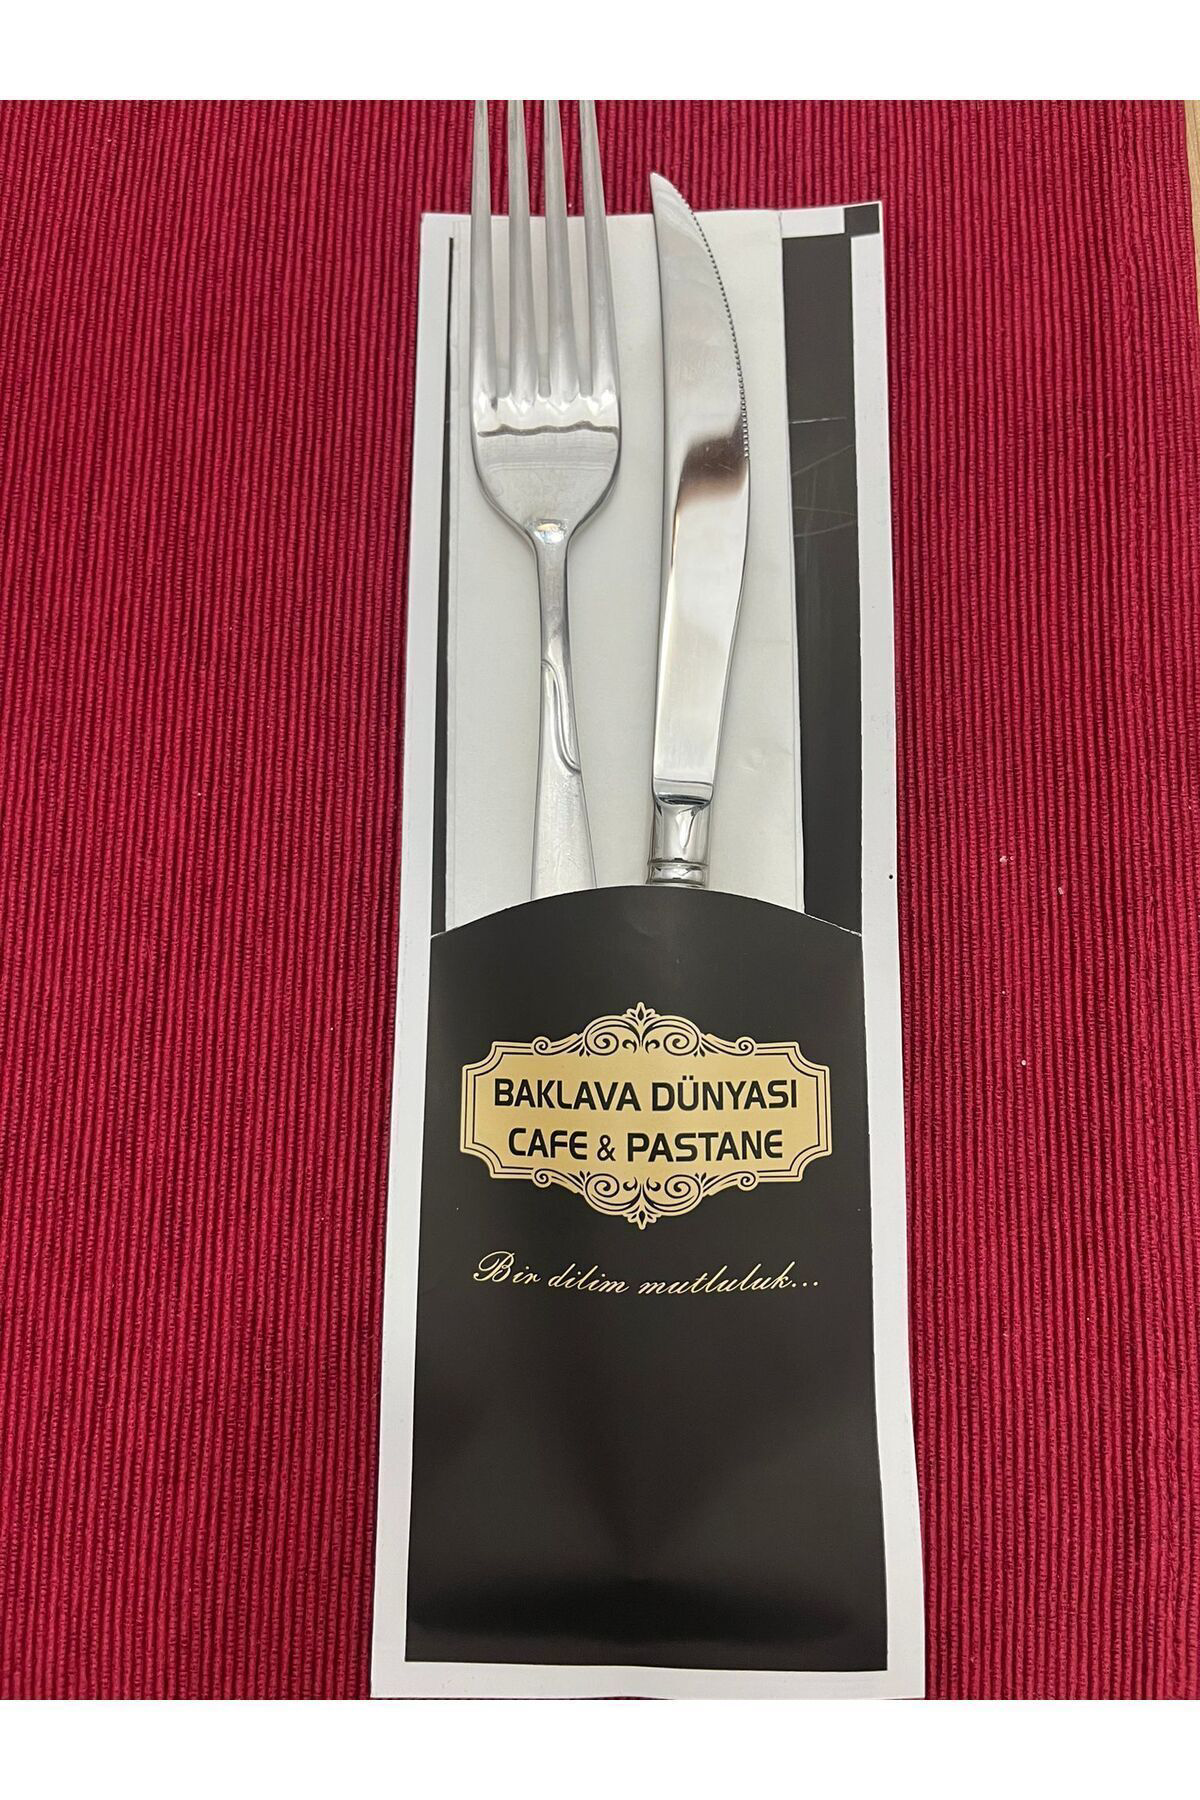 BAKLAVA DÜNYASI
CAFE & PASTANE
Bir dilim mutluluk...